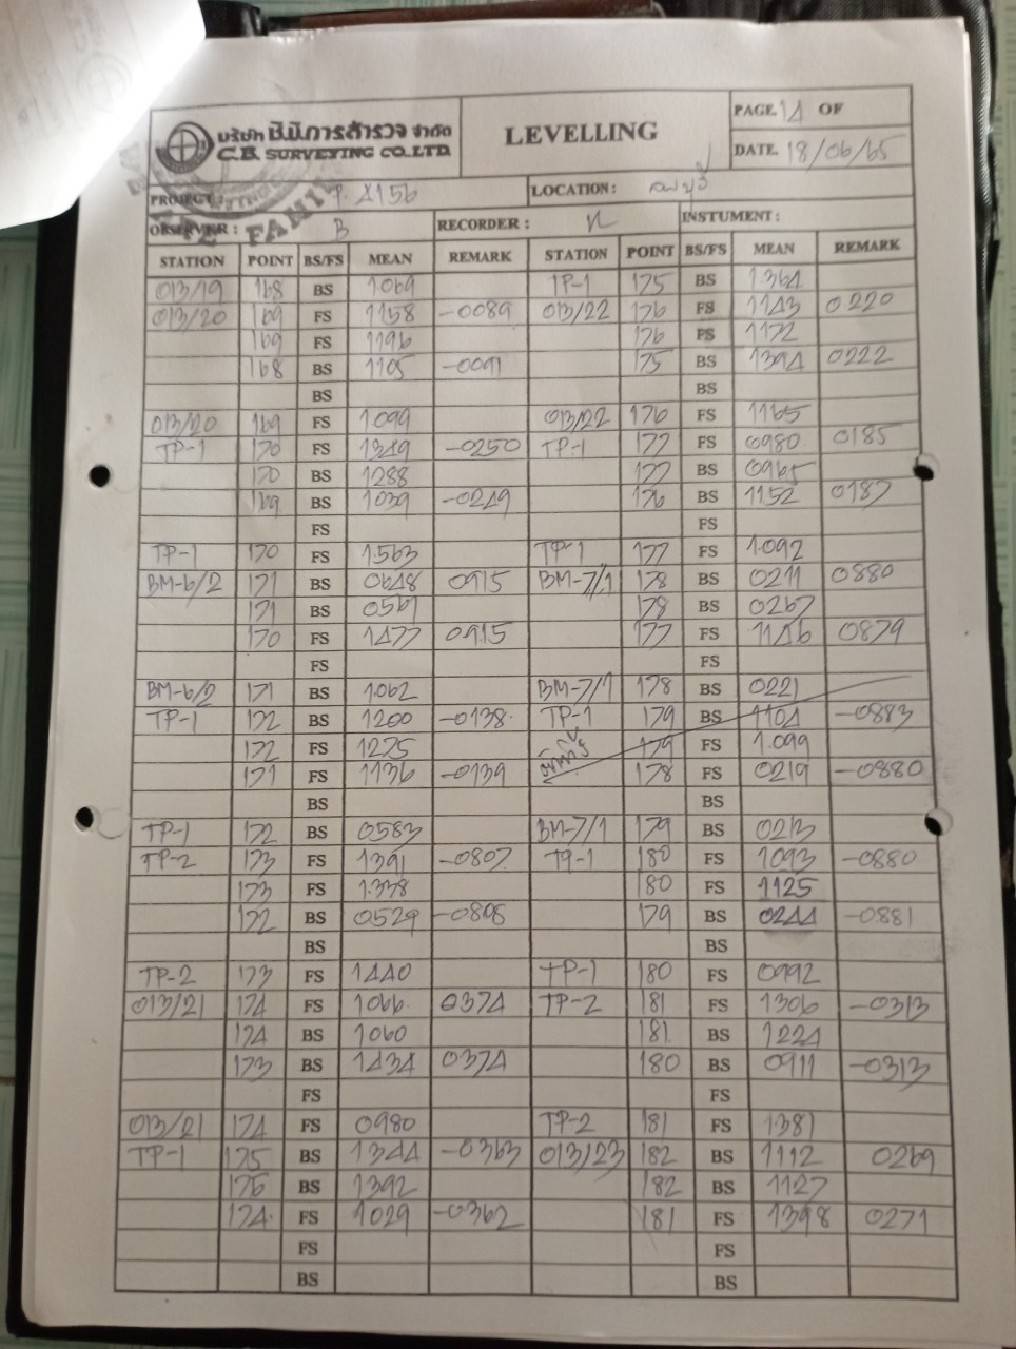 บริษัท ซี.บี.การสำรวจ จำกัด
C.B. SURVEYING CO.,LTD.
LEVELLING
PAGE. 14 OF
DATE. 18/06/65
PROJECT : P. 4156
LOCATION : ลพบุรี
OBSERVER : B
RECORDER : N
INSTUMENT :
STATION POINT BS/FS MEAN REMARK STATION POINT BS/FS MEAN REMARK
013/19 168 BS 1069 TP-1 175 BS 1364
013/20 169 FS 1158 -0089 013/22 176 FS 1143 0220
169 FS 1196 176 FS 1172
168 BS 1105 -0091 175 BS 1394 0222
BS BS
013/20 169 FS 1099 013/22 176 FS 1165
TP-1 170 FS 1349 -0250 TP-1 177 FS 0980 0185
170 BS 1288 177 BS 0965
169 BS 1039 -0249 176 BS 1152 0187
FS FS
TP-1 170 FS 1.563 TP-1 177 FS 1.092
BM-6/2 171 BS 0648 0915 BM-7/1 178 BS 0211 0880
171 BS 0561 178 BS 0267
170 FS 1477 0915 177 FS 1146 0879
FS FS
BM-6/2 171 BS 1.062 BM-7/1 178 BS 0221
TP-1 172 BS 1200 -0138 TP-1 179 BS 1104 -0883
172 FS 1275 179 FS 1.099
171 FS 1136 -0139 178 FS 0219 -0880
BS BS
TP-1 172 BS 0583 BM-7/1 179 BS 0213
TP-2 173 FS 1391 -0807 TP-1 180 FS 1093 -0880
173 FS 1.338 180 FS 1125
172 BS 0529 -0808 179 BS 0244 -0881
BS BS
TP-2 173 FS 1440 TP-1 180 FS 0992
013/21 174 FS 1066 0374 TP-2 181 FS 1306 -0313
174 BS 1060 181 BS 1224
173 BS 1434 0374 180 BS 0911 -0313
FS FS
013/21 174 FS 0980 TP-2 181 FS 1381
TP-1 175 BS 1344 -0363 013/23 182 BS 1112 0269
175 BS 1392 182 BS 1127
174 FS 1029 -0362 181 FS 1398 0271
FS FS
BS BS